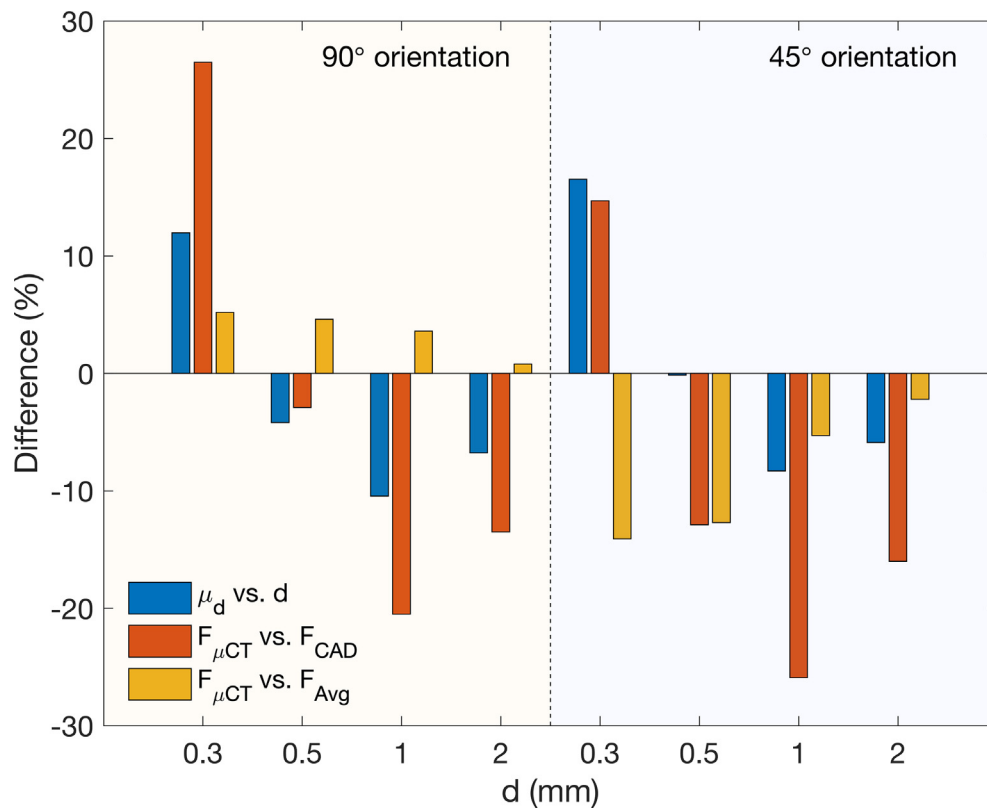 90° orientation
45° orientation
30
20
10
0
-10
-20
-30
Difference (%)
μd vs. d
FμCT vs. FCAD
FμCT vs. FAvg
0.3 0.5 1 2 0.3 0.5 1 2
d (mm)